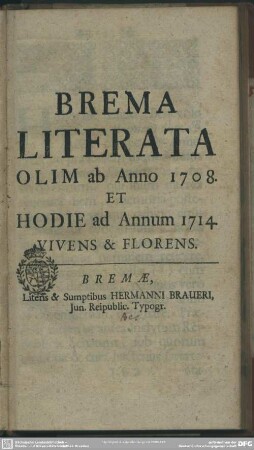 BREMA
LITERATA
OLIM ab Anno 1708.
ET
HODIE ad Annum 1714
VIVENS & FLORENS.
BREMÆ,
Literis & Sumptibus HERMANNI BRAUERI,
Jun. Reipublic. Typogr.
DFG